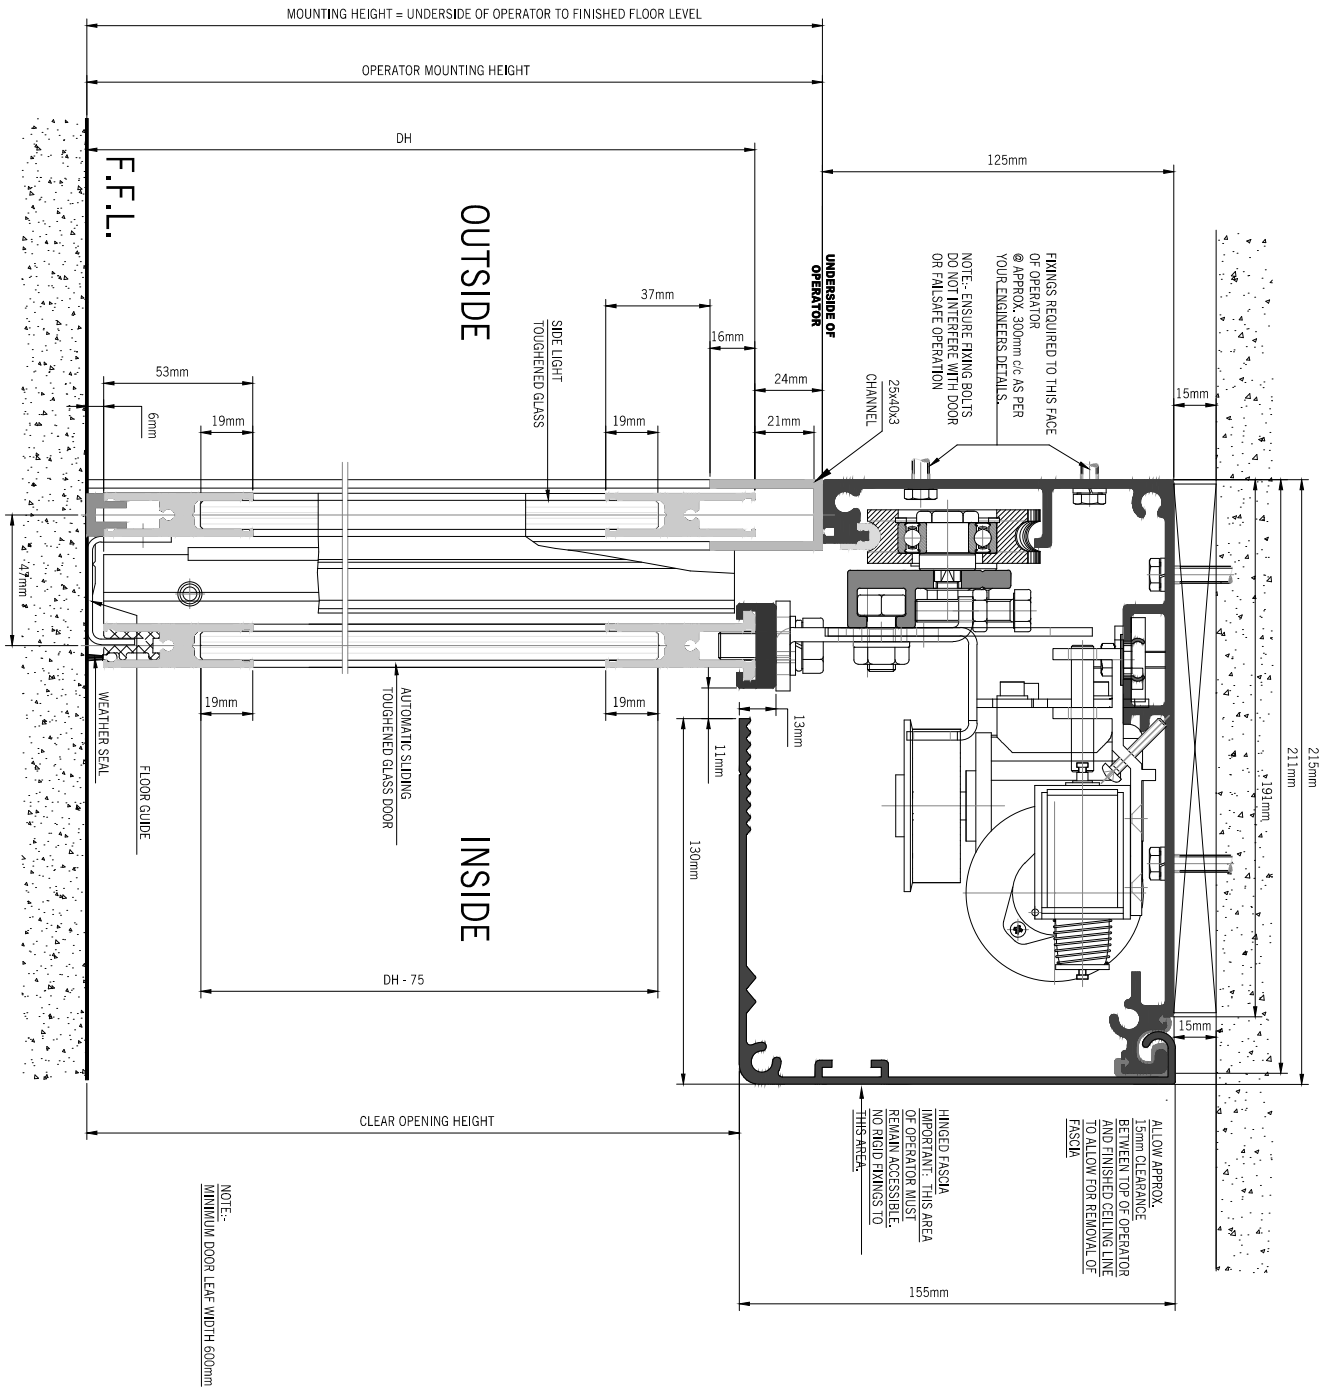 MOUNTING HEIGHT = UNDERSIDE OF OPERATOR TO FINISHED FLOOR LEVEL
OPERATOR MOUNTING HEIGHT
DH
125mm
F.F.L.
OUTSIDE
UNDERSIDE OF
OPERATOR
FIXINGS REQUIRED TO THIS FACE
OF OPERATOR
@ APPROX. 300mm c/c AS PER
YOUR ENGINEERS DETAILS.
NOTE:- ENSURE FIXING BOLTS
DO NOT INTERFERE WITH DOOR
OR FAILSAFE OPERATION
37mm
16mm
SIDE LIGHT
TOUGHENED GLASS
24mm
25x40x3
CHANNEL
15mm
53mm
6mm
19mm
19mm
21mm
47mm
19mm
19mm
13mm
11mm
WEATHER SEAL
FLOOR GUIDE
AUTOMATIC SLIDING
TOUGHENED GLASS DOOR
INSIDE
130mm
215mm
211mm
191mm
DH - 75
15mm
CLEAR OPENING HEIGHT
HINGED FASCIA
IMPORTANT:- THIS AREA
OF OPERATOR MUST
REMAIN ACCESSIBLE.
NO RIGID FIXINGS TO
THIS AREA.
ALLOW APPROX.
15mm CLEARANCE
BETWEEN TOP OF OPERATOR
AND FINISHED CEILING LINE
TO ALLOW FOR REMOVAL OF
FASCIA
155mm
NOTE:-
MINIMUM DOOR LEAF WIDTH 600mm